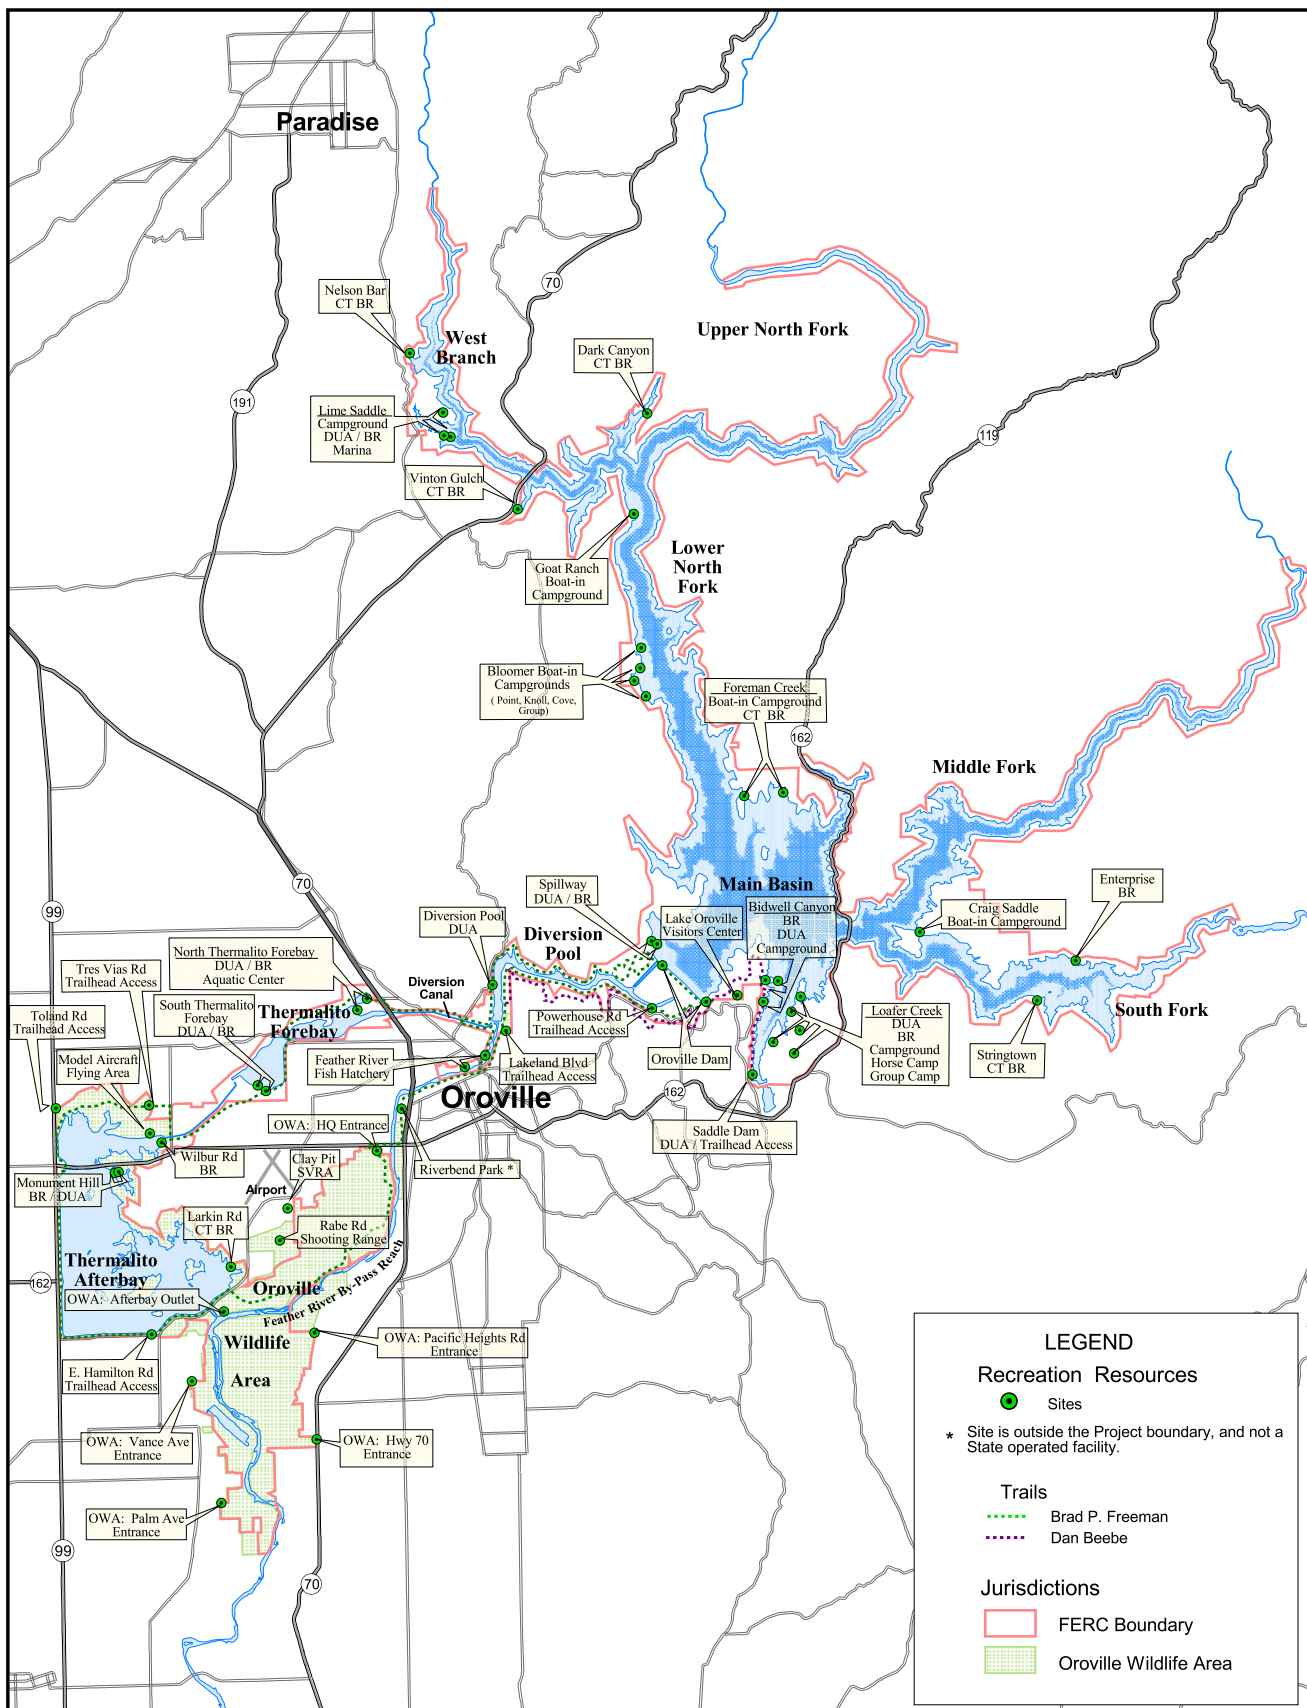 Paradise
Nelson Bar
CT BR
70
West
Branch
Upper North Fork
Dark Canyon
CT BR
191
Lime Saddle
Campground
DUA / BR
Marina
119
Vinton Gulch
CT BR
Goat Ranch
Boat-in
Campground
Lower
North
Fork
Bloomer Boat-in
Campgrounds
( Point, Knoll, Cove,
Group)
Foreman Creek
Boat-in Campground
CT BR
162
Middle Fork
Main Basin
70
99
Spillway
DUA / BR
Enterprise
BR
Craig Saddle
Boat-in Campground
Bidwell Canyon
BR
DUA
Campground
Lake Oroville
Visitors Center
Diversion Pool
DUA
Diversion
Pool
North Thermalito Forebay
DUA / BR
Aquatic Center
Tres Vias Rd
Trailhead Access
Diversion
Canal
South Thermalito
Forebay
DUA / BR
Thermalito
Forebay
Toland Rd
Trailhead Access
Powerhouse Rd
Trailhead Access
South Fork
Loafer Creek
DUA
BR
Campground
Horse Camp
Group Camp
Stringtown
CT BR
Model Aircraft
Flying Area
Feather River
Fish Hatchery
Lakeland Blvd
Trailhead Access
Oroville Dam
Oroville
162
OWA: HQ Entrance
Saddle Dam
DUA / Trailhead Access
Wilbur Rd
BR
Clay Pit
SVRA
Riverbend Park *
Monument Hill
BR / DUA
Airport
Larkin Rd
CT BR
Rabe Rd
Shooting Range
Thermalito
Afterbay
162
OWA: Afterbay Outlet
Feather River By-Pass Reach
Oroville
Wildlife
Area
OWA: Pacific Heights Rd
Entrance
E. Hamilton Rd
Trailhead Access
OWA: Vance Ave
Entrance
OWA: Hwy 70
Entrance
OWA: Palm Ave
Entrance
99
70
LEGEND
Recreation Resources
Sites
* Site is outside the Project boundary, and not a
State operated facility.
Trails
Brad P. Freeman
Dan Beebe
Jurisdictions
FERC Boundary
Oroville Wildlife Area